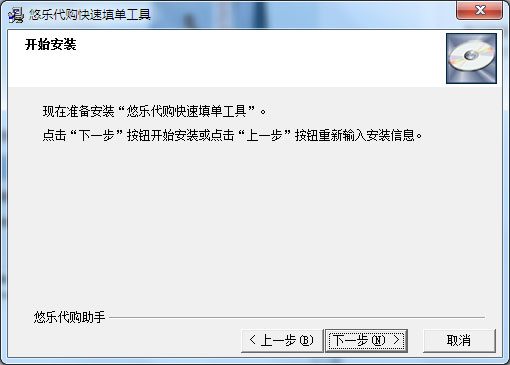 悠乐代购快速填单工具
开始安装
现在准备安装“悠乐代购快速填单工具”。
点击“下一步”按钮开始安装或点击“上一步”按钮重新输入安装信息。
悠乐代购助手
< 上一步(B) 下一步(N) > 取消